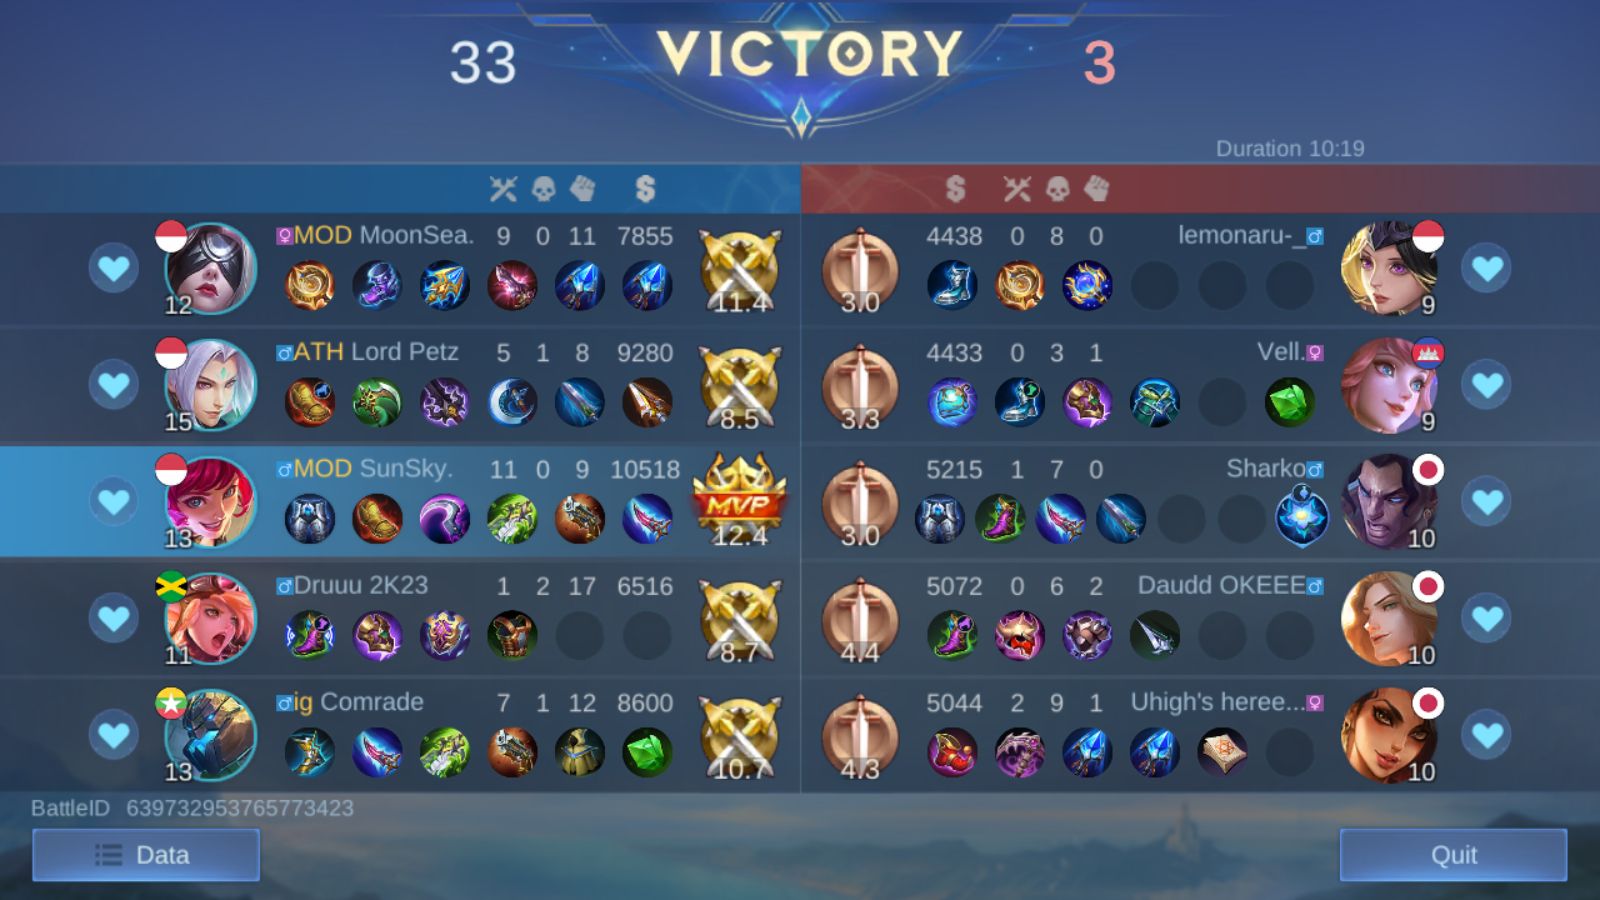 33 VICTORY 3
Duration 10:19
MOD MoonSea. 9 0 11 7855
12 11.4
3.0 4438 0 8 0 lemonaru-_
9
ATH Lord Petz 5 1 8 9280
15 8.5
3.3 4433 0 3 1 Vell.
9
MOD SunSky. 11 0 9 10518
13 MVP 12.4
3.0 5215 1 7 0 Sharko
10
Druuu 2K23 1 2 17 6516
11 8.7
4.4 5072 0 6 2 Daudd OKEEE
10
ig Comrade 7 1 12 8600
13 10.7
4.3 5044 2 9 1 Uhigh's heree...
10
BattleID 639732953765773423
Data
Quit